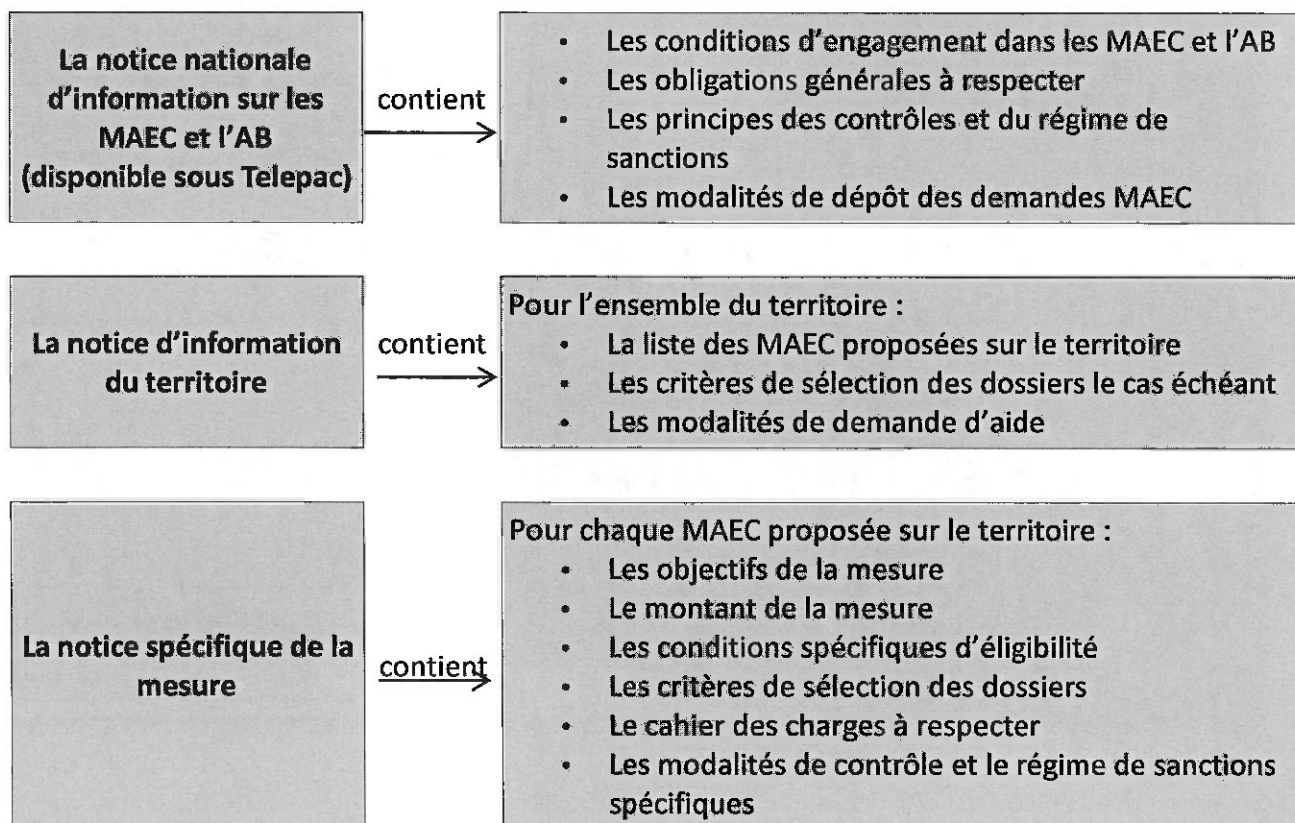 La notice nationale
d'information sur les
MAEC et l'AB
(disponible sous Telepac)
contient
• Les conditions d'engagement dans les MAEC et l'AB
• Les obligations générales à respecter
• Les principes des contrôles et du régime de
sanctions
• Les modalités de dépôt des demandes MAEC
La notice d'information
du territoire
contient
Pour l'ensemble du territoire :
• La liste des MAEC proposées sur le territoire
• Les critères de sélection des dossiers le cas échéant
• Les modalités de demande d'aide
La notice spécifique de la
mesure
contient
Pour chaque MAEC proposée sur le territoire :
• Les objectifs de la mesure
• Le montant de la mesure
• Les conditions spécifiques d'éligibilité
• Les critères de sélection des dossiers
• Le cahier des charges à respecter
• Les modalités de contrôle et le régime de sanctions
spécifiques